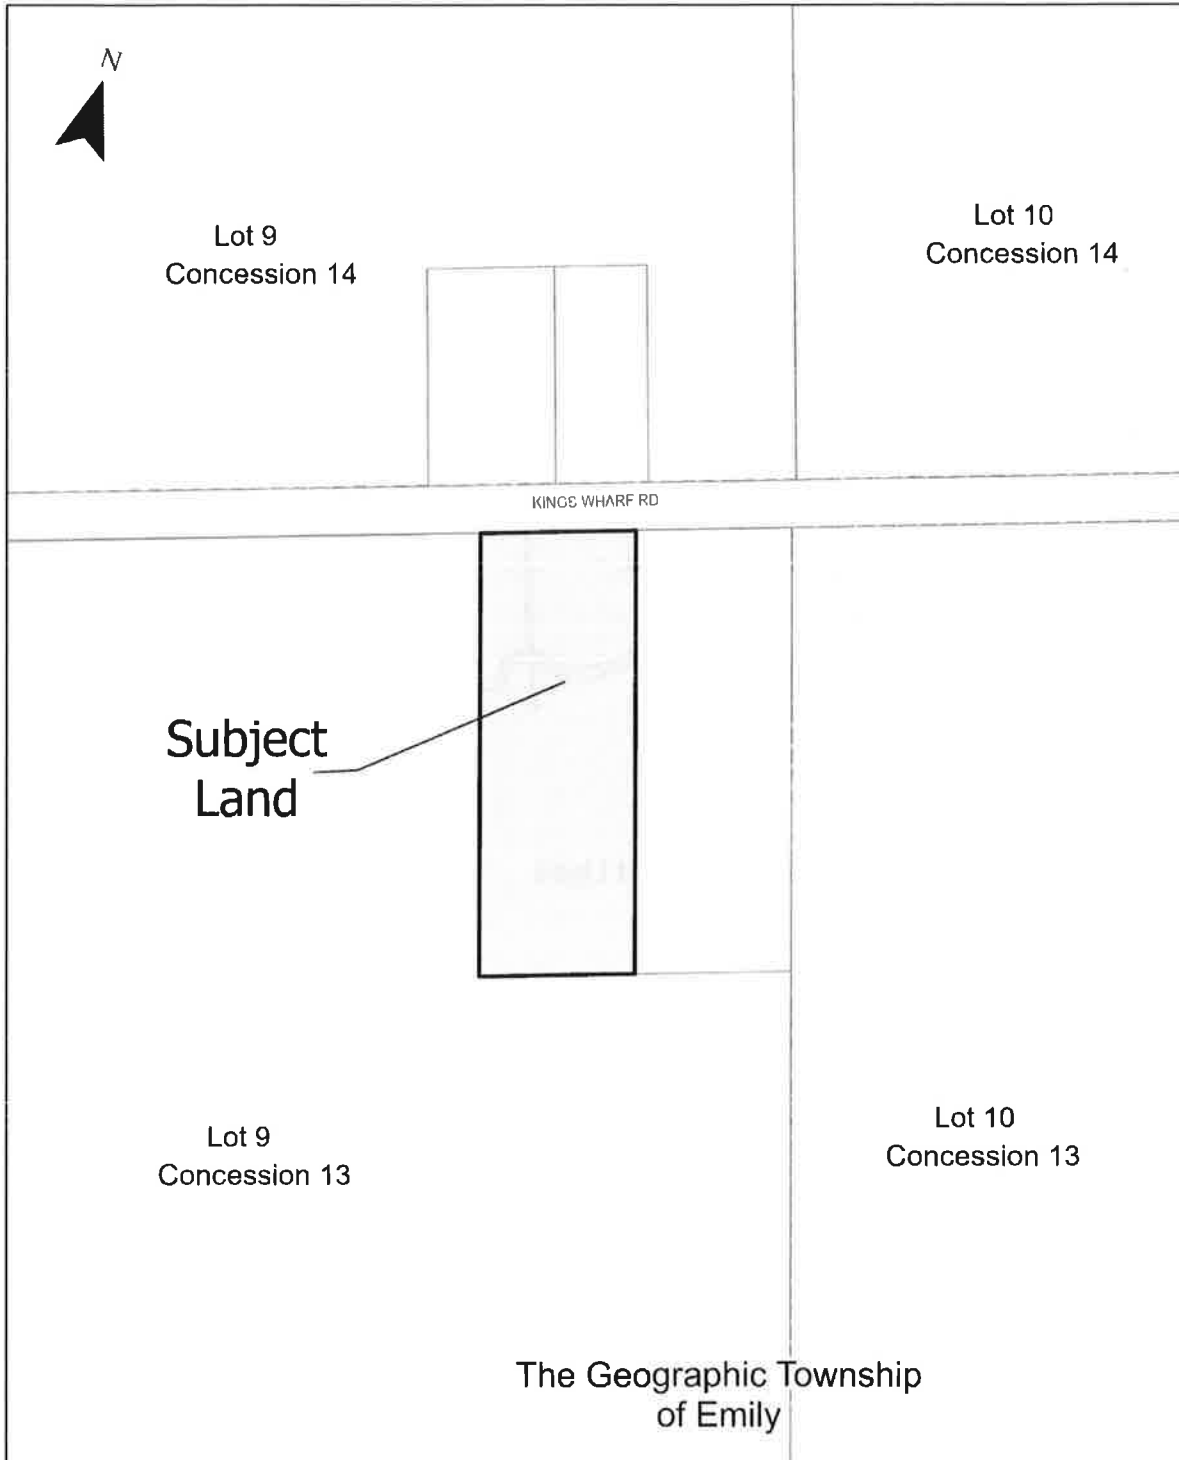 N
Lot 9
Concession 14
Lot 10
Concession 14
KINGS WHARF RD
Subject
Land
Lot 9
Concession 13
Lot 10
Concession 13
The Geographic Township
of Emily